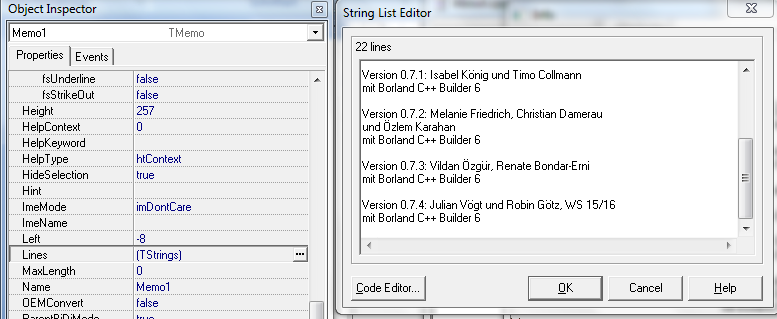 Object Inspector
Memo1 TMemo
Properties Events
fsUnderline false
fsStrikeOut false
Height 257
HelpContext 0
HelpKeyword
HelpType htContext
HideSelection true
Hint
ImeMode imDontCare
ImeName
Left -8
Lines (TStrings) ...
MaxLength 0
Name Memo1
OEMConvert false
ParentBiDiMode true
String List Editor
22 lines
Version 0.7.1: Isabel König und Timo Collmann
mit Borland C++ Builder 6
Version 0.7.2: Melanie Friedrich, Christian Damerau
und Özlem Karahan
mit Borland C++ Builder 6
Version 0.7.3: Vildan Özgür, Renate Bondar-Erni
mit Borland C++ Builder 6
Version 0.7.4: Julian Vögt und Robin Götz, WS 15/16
mit Borland C++ Builder 6
Code Editor... OK Cancel Help